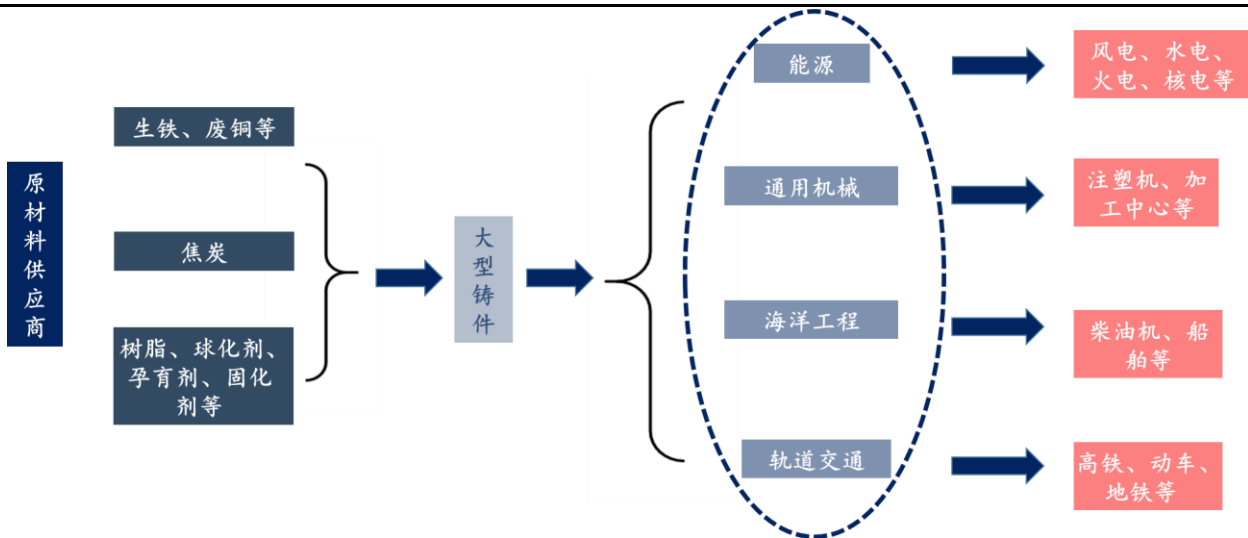 原材料供应商
生铁、废铜等
焦炭
树脂、球化剂、
孕育剂、固化
剂等
大型铸件
能源
通用机械
海洋工程
轨道交通
风电、水电、
火电、核电等
注塑机、加
工中心等
柴油机、船
舶等
高铁、动车、
地铁等